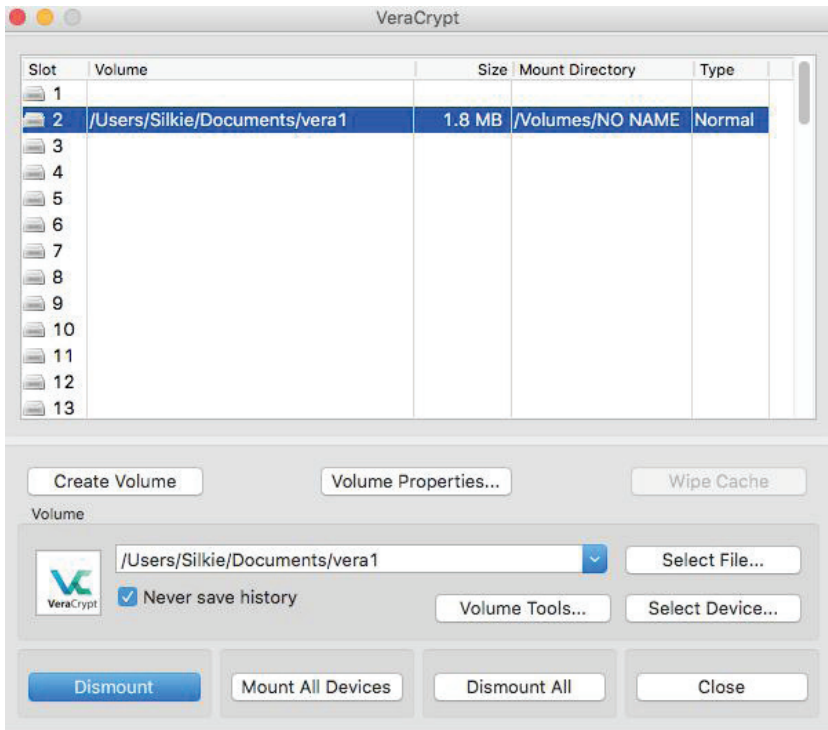 VeraCrypt
Slot Volume Size Mount Directory Type
1
2 /Users/Silkie/Documents/vera1 1.8 MB /Volumes/NO NAME Normal
3
4
5
6
7
8
9
10
11
12
13
Create Volume Volume Properties... Wipe Cache
Volume
/Users/Silkie/Documents/vera1 Select File...
VeraCrypt Never save history Volume Tools... Select Device...
Dismount Mount All Devices Dismount All Close